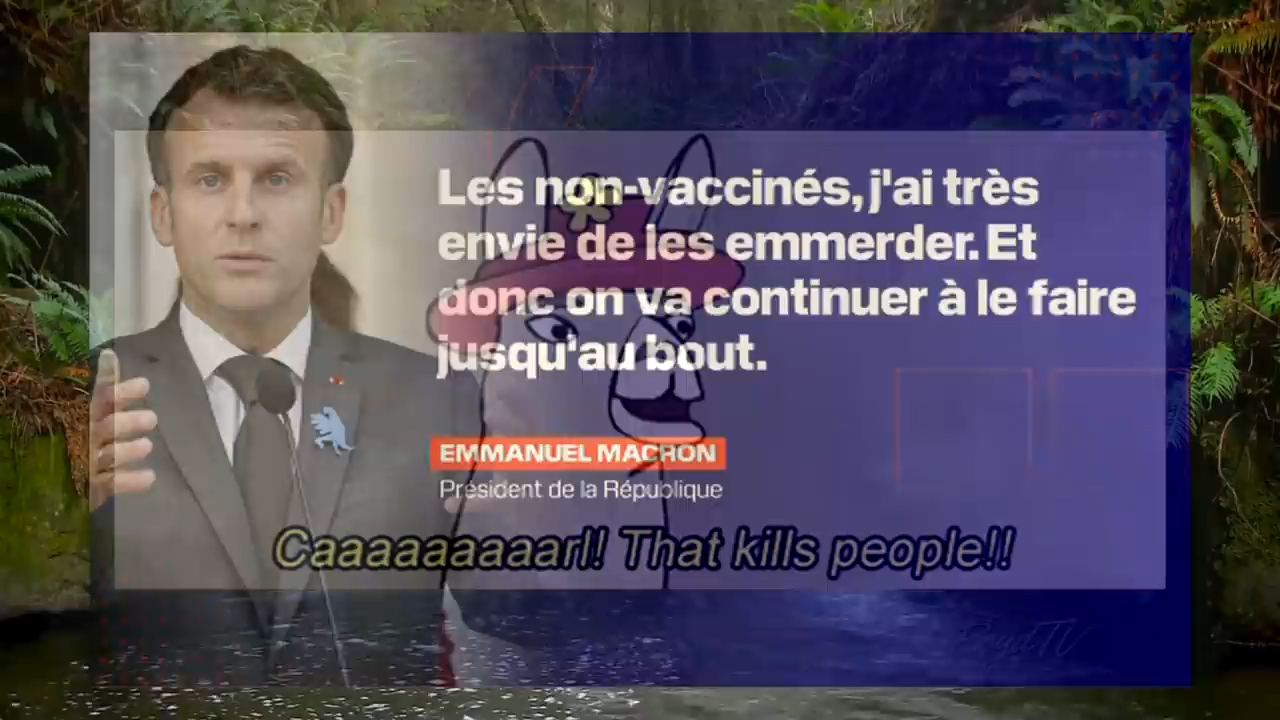 Les non-vaccinés, j'ai très
envie de les emmerder. Et
donc on va continuer à le faire
jusqu'au bout.
EMMANUEL MACRON
Président de la République
Caaaaaaaaaarl! That kills people!!